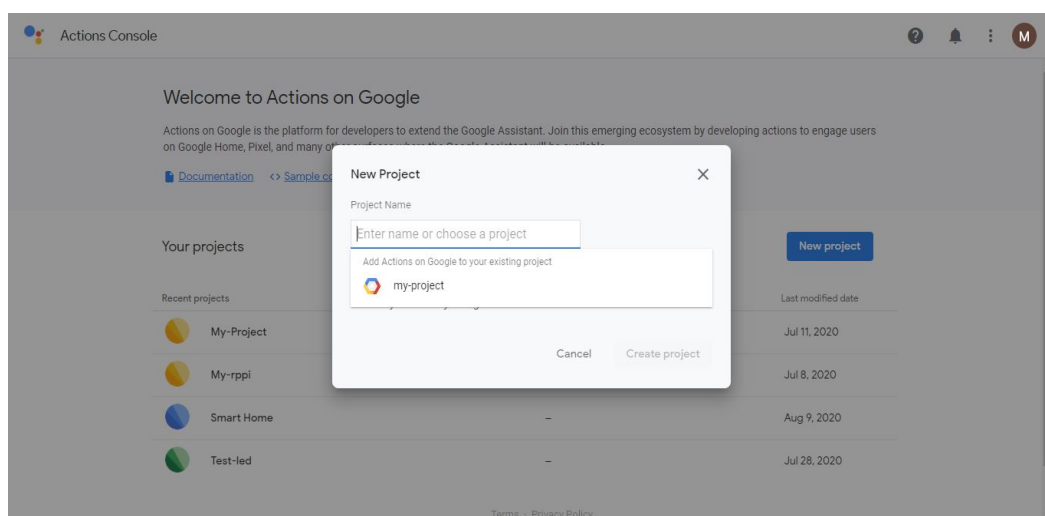 Actions Console
M
Welcome to Actions on Google
Actions on Google is the platform for developers to extend the Google Assistant. Join this emerging ecosystem by developing actions to engage users
on Google Home, Pixel, and many
Documentation <> Sample
New Project
Project Name
Enter name or choose a project
Add Actions on Google to your existing project
my-project
Cancel Create project
Your projects
New project
Recent projects
Last modified date
My-Project
Jul 11, 2020
My-rppi
Jul 8, 2020
Smart Home
–
Aug 9, 2020
Test-led
–
Jul 28, 2020
Terms · Privacy Policy